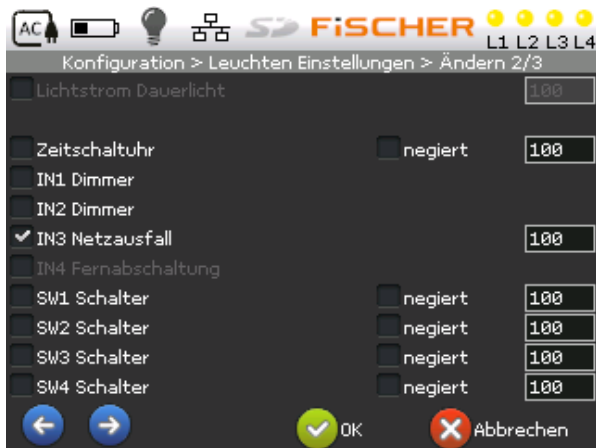 AC SD FiSCHER L1 L2 L3 L4
Konfiguration > Leuchten Einstellungen > Ändern 2/3
Lichtstrom Dauerlicht 100
Zeitschaltuhr negiert 100
IN1 Dimmer
IN2 Dimmer
IN3 Netzausfall 100
IN4 Fernabschaltung
SW1 Schalter negiert 100
SW2 Schalter negiert 100
SW3 Schalter negiert 100
SW4 Schalter negiert 100
OK Abbrechen